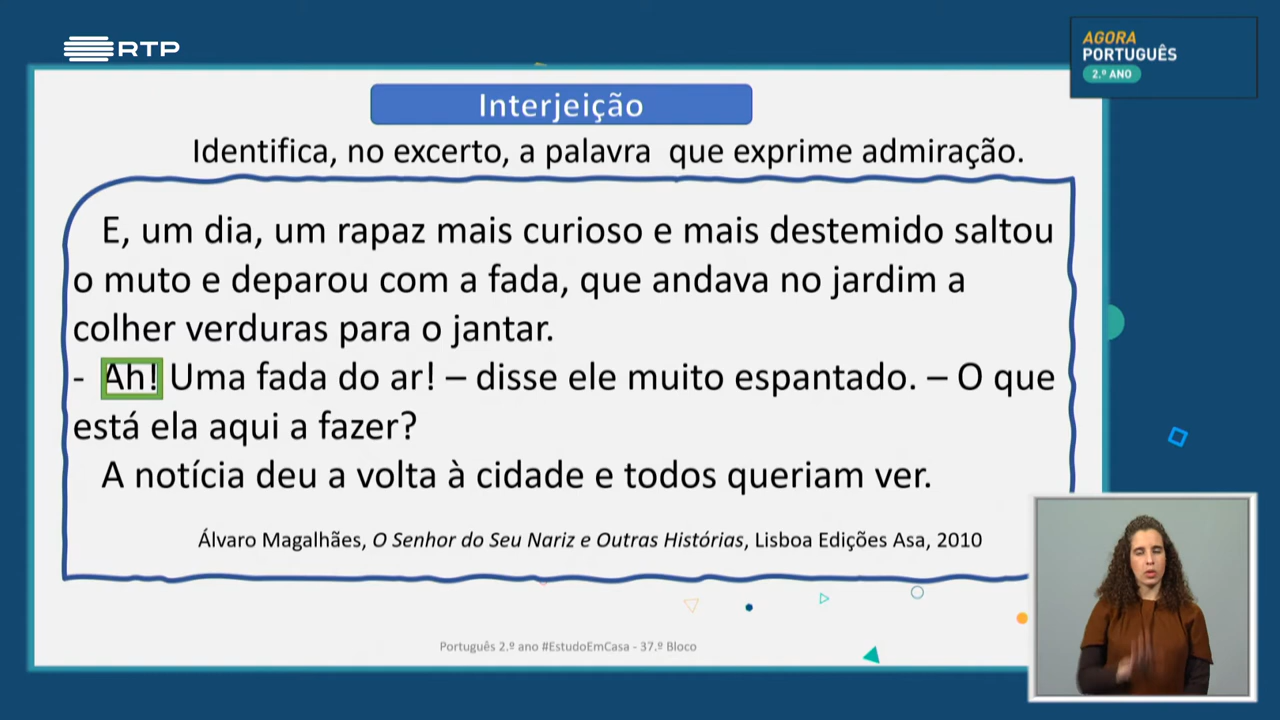 RTP
AGORA
PORTUGUÊS
2.º ANO
Interjeição
Identifica, no excerto, a palavra que exprime admiração.
E, um dia, um rapaz mais curioso e mais destemido saltou
o muto e deparou com a fada, que andava no jardim a
colher verduras para o jantar.
- Ah! Uma fada do ar! – disse ele muito espantado. – O que
está ela aqui a fazer?
A notícia deu a volta à cidade e todos queriam ver.
Álvaro Magalhães, O Senhor do Seu Nariz e Outras Histórias, Lisboa Edições Asa, 2010
Português 2.º ano #EstudoEmCasa - 37.º Bloco